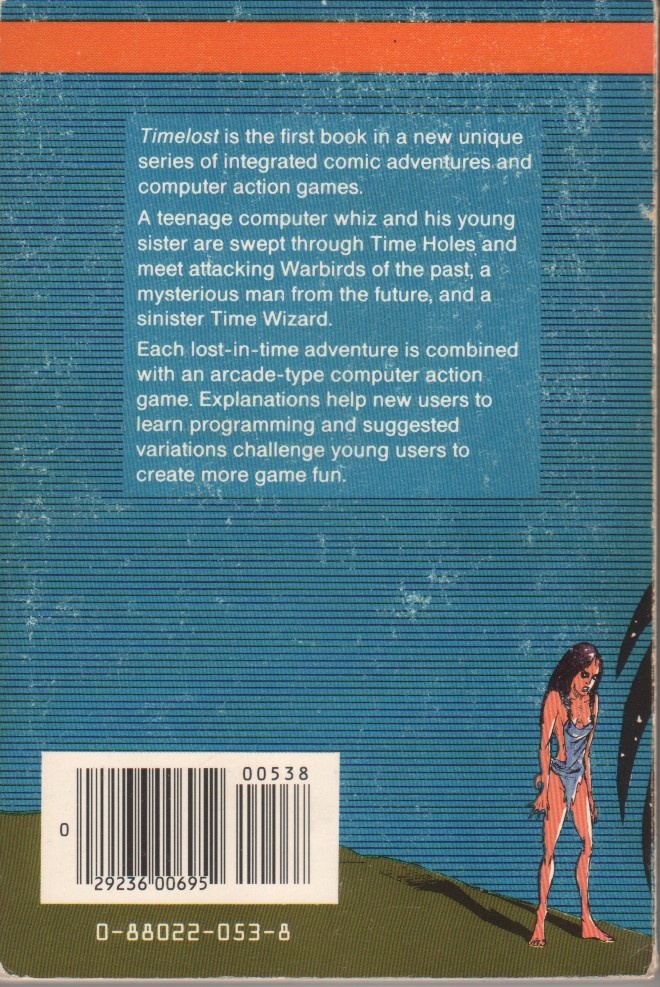 Timelost is the first book in a new unique
series of integrated comic adventures and
computer action games.
A teenage computer whiz and his young
sister are swept through Time Holes and
meet attacking Warbirds of the past, a
mysterious man from the future, and a
sinister Time Wizard.
Each lost-in-time adventure is combined
with an arcade-type computer action
game. Explanations help new users to
learn programming and suggested
variations challenge young users to
create more game fun.
00538
0
29236 00695
0-88022-053-8